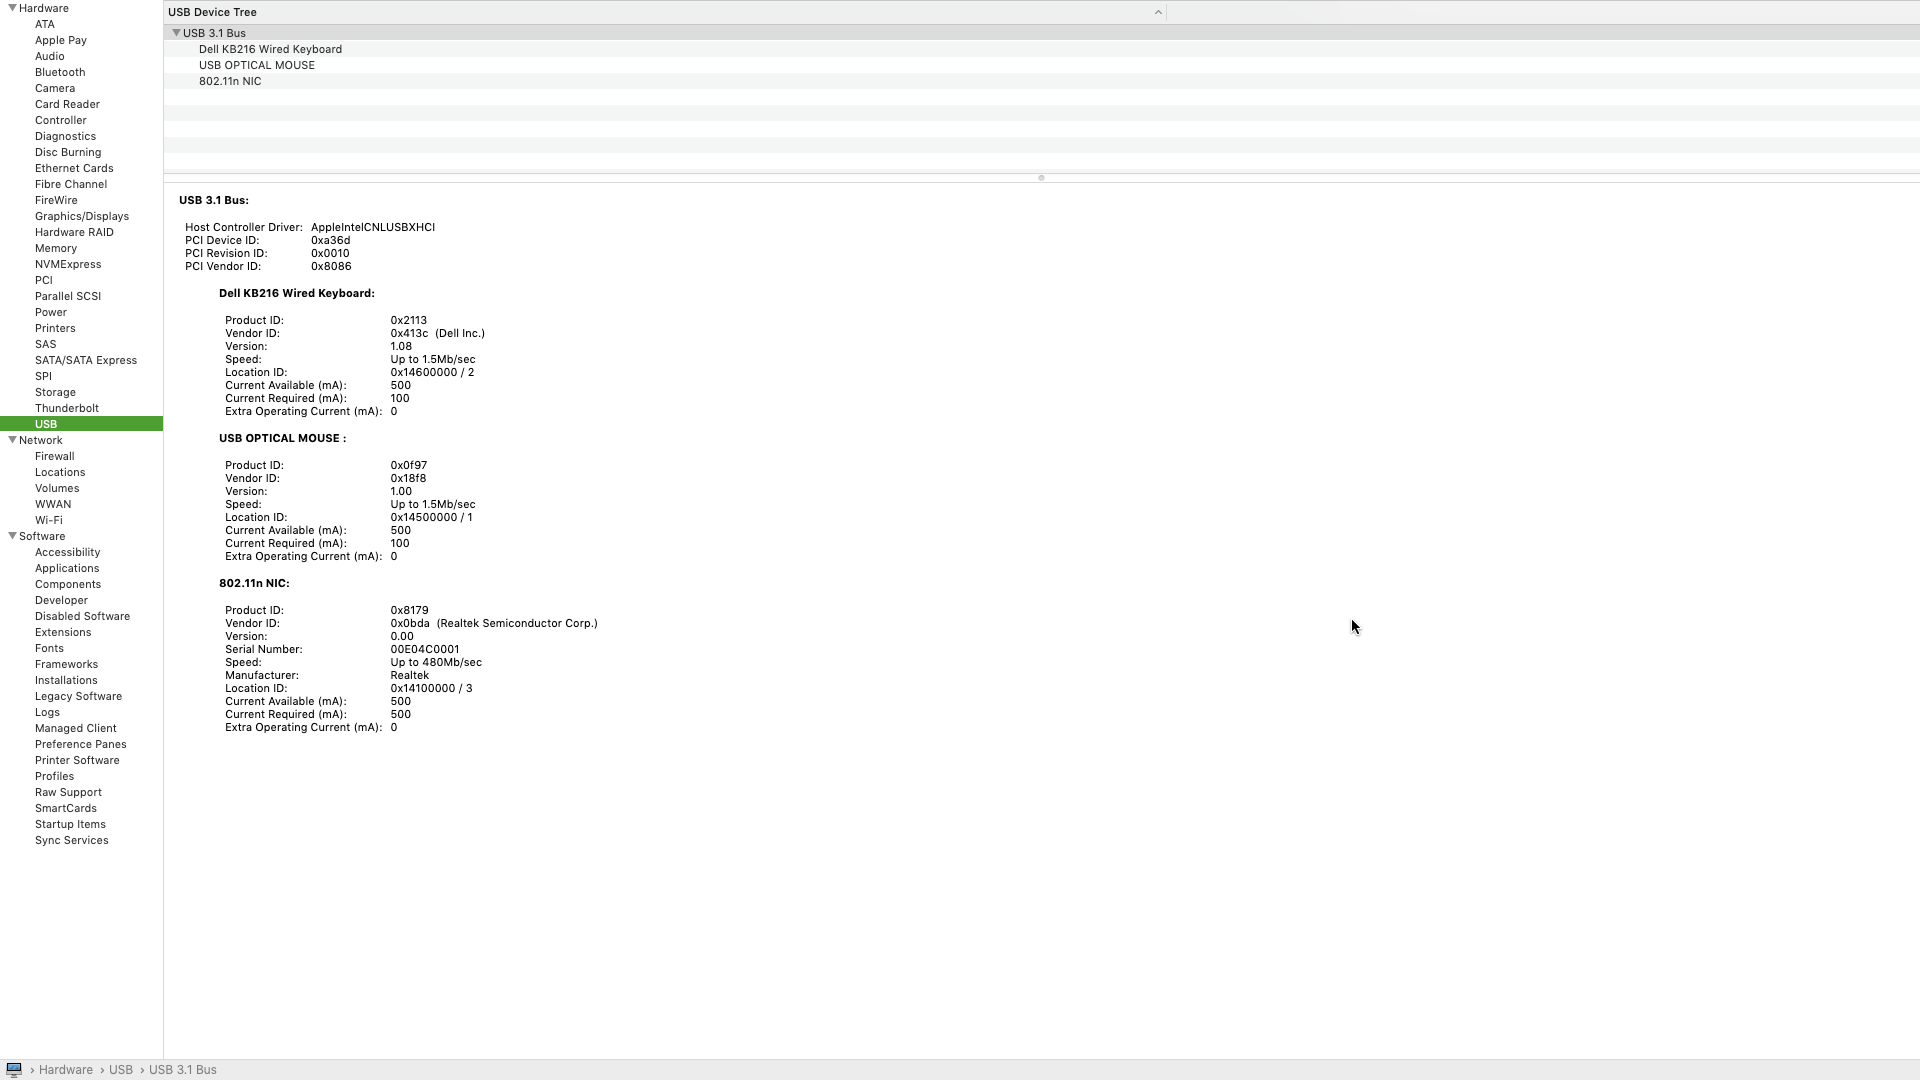 Hardware
ATA
Apple Pay
Audio
Bluetooth
Camera
Card Reader
Controller
Diagnostics
Disc Burning
Ethernet Cards
Fibre Channel
FireWire
Graphics/Displays
Hardware RAID
Memory
NVMExpress
PCI
Parallel SCSI
Power
Printers
SAS
SATA/SATA Express
SPI
Storage
Thunderbolt
USB
Network
Firewall
Locations
Volumes
WWAN
Wi-Fi
Software
Accessibility
Applications
Components
Developer
Disabled Software
Extensions
Fonts
Frameworks
Installations
Legacy Software
Logs
Managed Client
Preference Panes
Printer Software
Profiles
Raw Support
SmartCards
Startup Items
Sync Services
USB Device Tree
USB 3.1 Bus
Dell KB216 Wired Keyboard
USB OPTICAL MOUSE
802.11n NIC
USB 3.1 Bus:
Host Controller Driver: AppleIntelCNLUSBXHCI
PCI Device ID: 0xa36d
PCI Revision ID: 0x0010
PCI Vendor ID: 0x8086
Dell KB216 Wired Keyboard:
Product ID: 0x2113
Vendor ID: 0x413c (Dell Inc.)
Version: 1.08
Speed: Up to 1.5Mb/sec
Location ID: 0x14600000 / 2
Current Available (mA): 500
Current Required (mA): 100
Extra Operating Current (mA): 0
USB OPTICAL MOUSE :
Product ID: 0x0f97
Vendor ID: 0x18f8
Version: 1.00
Speed: Up to 1.5Mb/sec
Location ID: 0x14500000 / 1
Current Available (mA): 500
Current Required (mA): 100
Extra Operating Current (mA): 0
802.11n NIC:
Product ID: 0x8179
Vendor ID: 0x0bda (Realtek Semiconductor Corp.)
Version: 0.00
Serial Number: 00E04C0001
Speed: Up to 480Mb/sec
Manufacturer: Realtek
Location ID: 0x14100000 / 3
Current Available (mA): 500
Current Required (mA): 500
Extra Operating Current (mA): 0
› Hardware › USB › USB 3.1 Bus